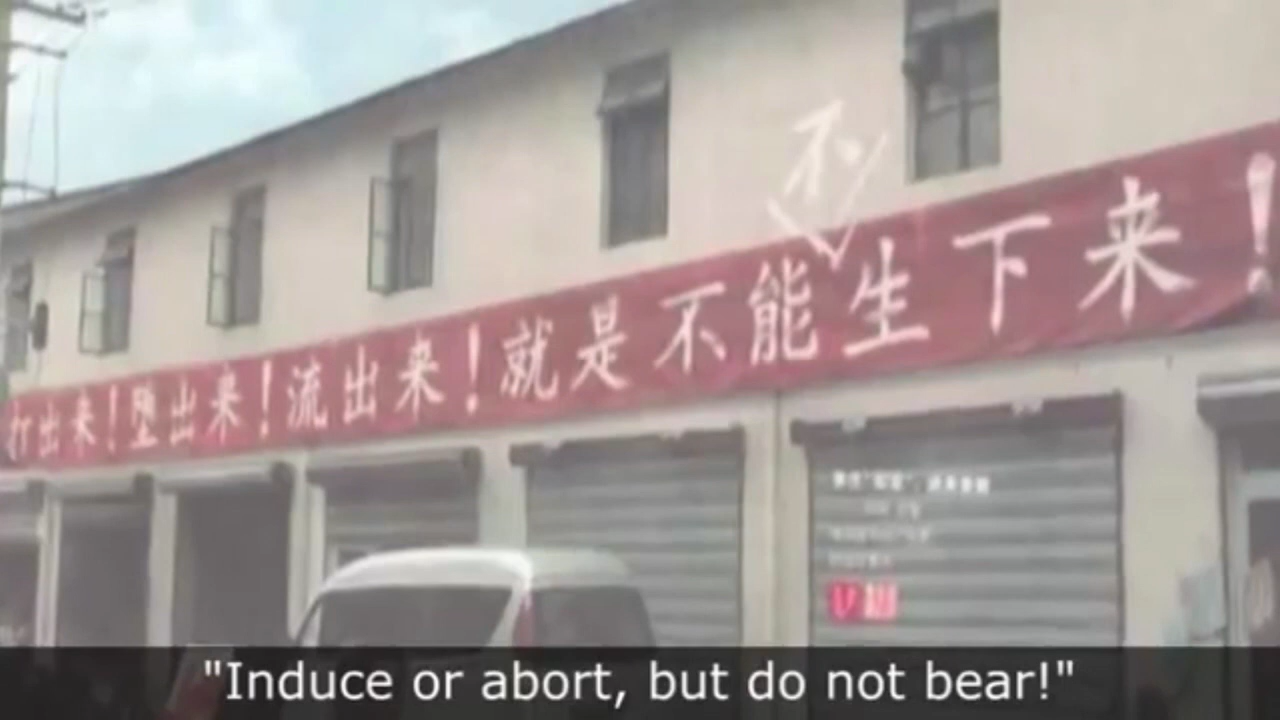 不
打出来！堕出来！流出来！就是不能生下来！
"Induce or abort, but do not bear!"